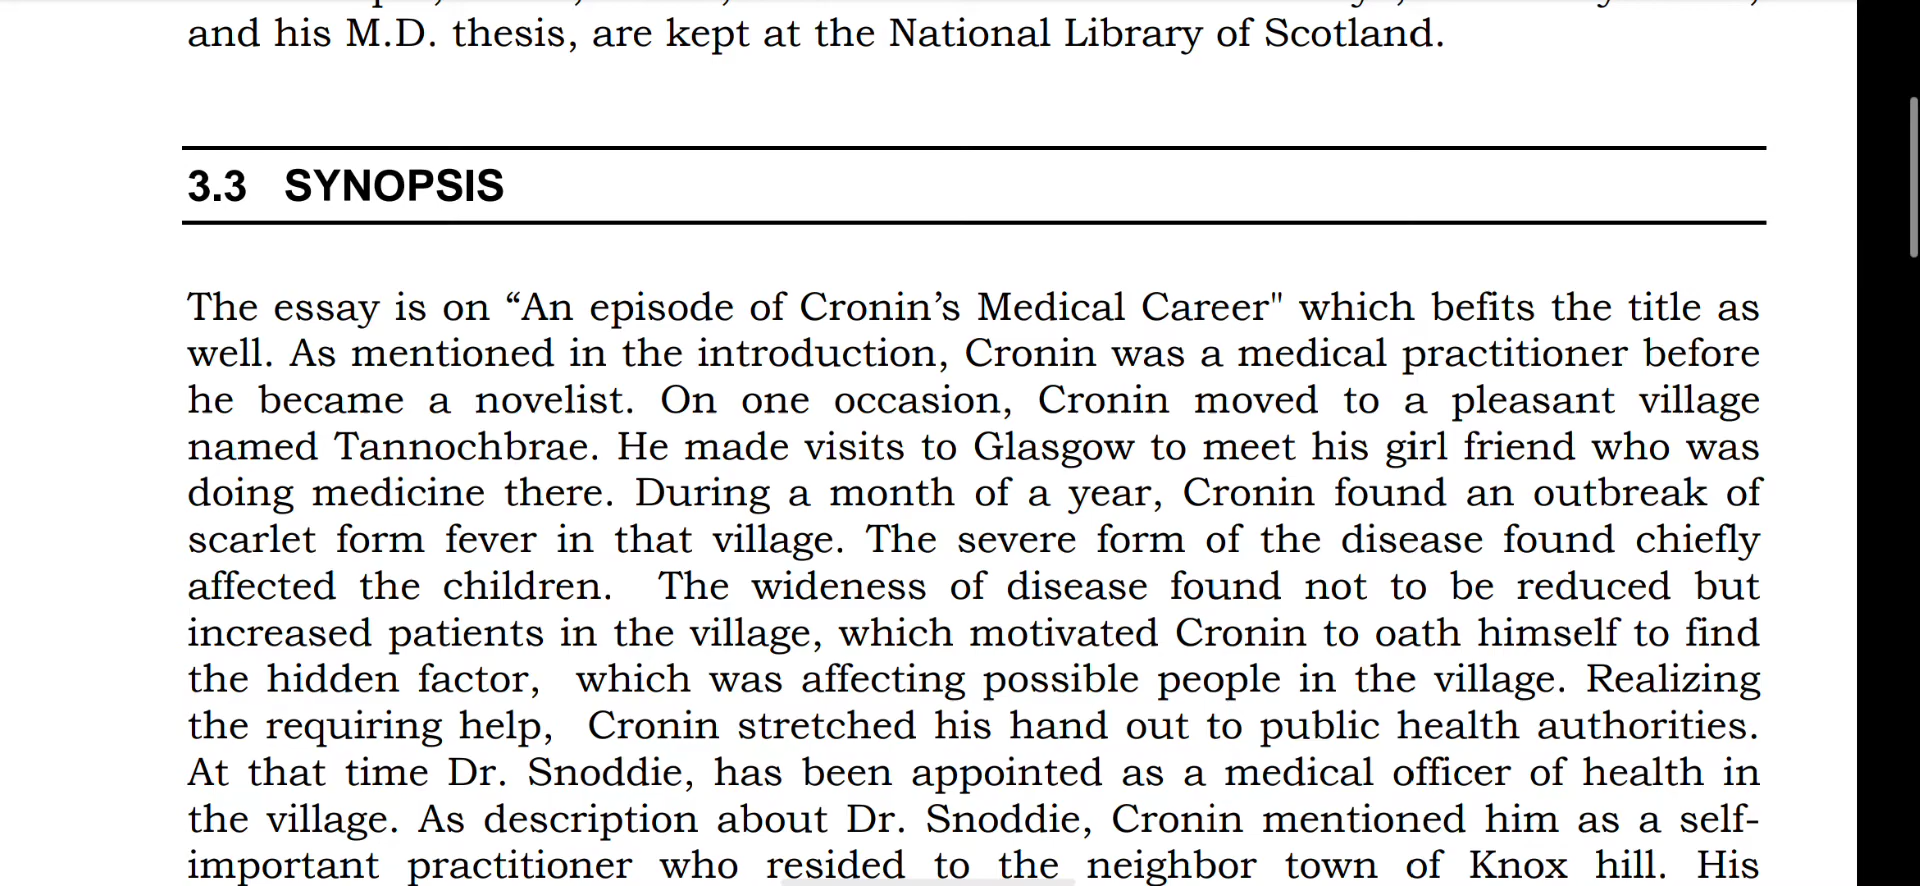 and his M.D. thesis, are kept at the National Library of Scotland.
3.3 SYNOPSIS
The essay is on “An episode of Cronin’s Medical Career" which befits the title as
well. As mentioned in the introduction, Cronin was a medical practitioner before
he became a novelist. On one occasion, Cronin moved to a pleasant village
named Tannochbrae. He made visits to Glasgow to meet his girl friend who was
doing medicine there. During a month of a year, Cronin found an outbreak of
scarlet form fever in that village. The severe form of the disease found chiefly
affected the children. The wideness of disease found not to be reduced but
increased patients in the village, which motivated Cronin to oath himself to find
the hidden factor, which was affecting possible people in the village. Realizing
the requiring help, Cronin stretched his hand out to public health authorities.
At that time Dr. Snoddie, has been appointed as a medical officer of health in
the village. As description about Dr. Snoddie, Cronin mentioned him as a self-
important practitioner who resided to the neighbor town of Knox hill. His